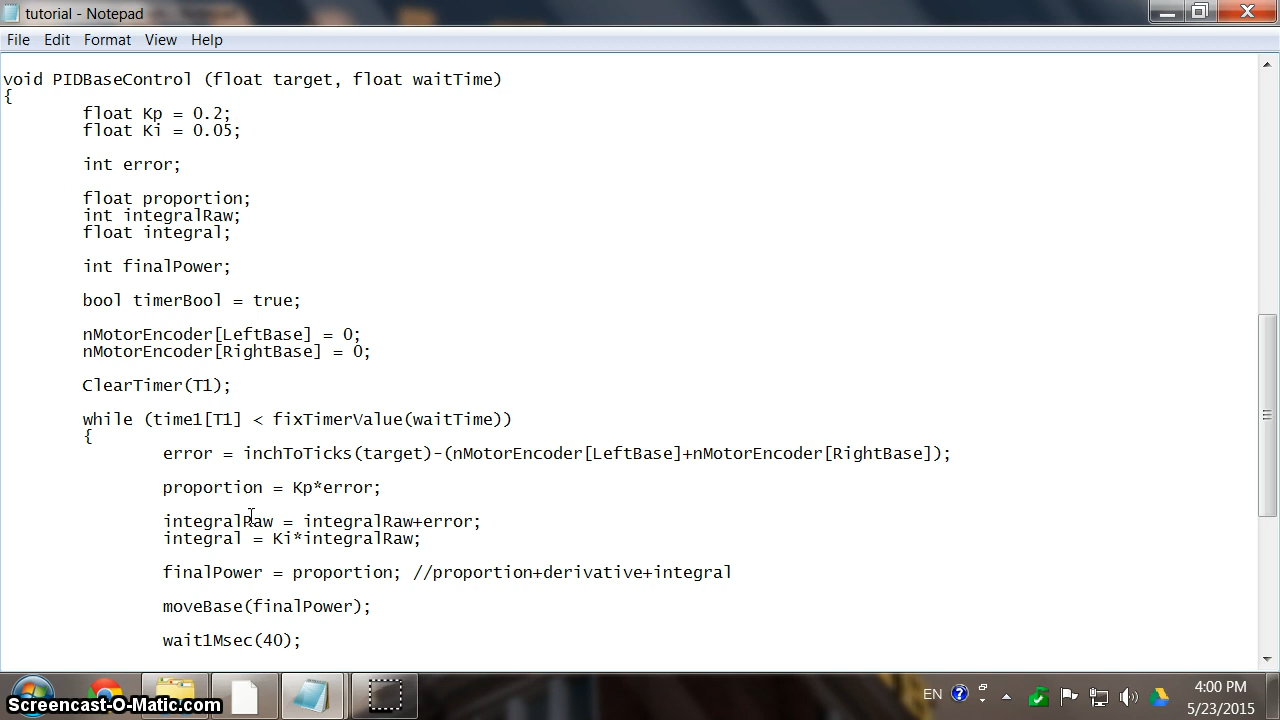 tutorial - Notepad
File Edit Format View Help
void PIDBaseControl (float target, float waitTime)
{
float Kp = 0.2;
float Ki = 0.05;
int error;
float proportion;
int integralRaw;
float integral;
int finalPower;
bool timerBool = true;
nMotorEncoder[LeftBase] = 0;
nMotorEncoder[RightBase] = 0;
ClearTimer(T1);
while (time1[T1] < fixTimerValue(waitTime))
{
error = inchToTicks(target)-(nMotorEncoder[LeftBase]+nMotorEncoder[RightBase]);
proportion = Kp*error;
integralRaw = integralRaw+error;
integral = Ki*integralRaw;
finalPower = proportion; //proportion+derivative+integral
moveBase(finalPower);
wait1Msec(40);
EN
4:00 PM
5/23/2015
Screencast-O-Matic.com